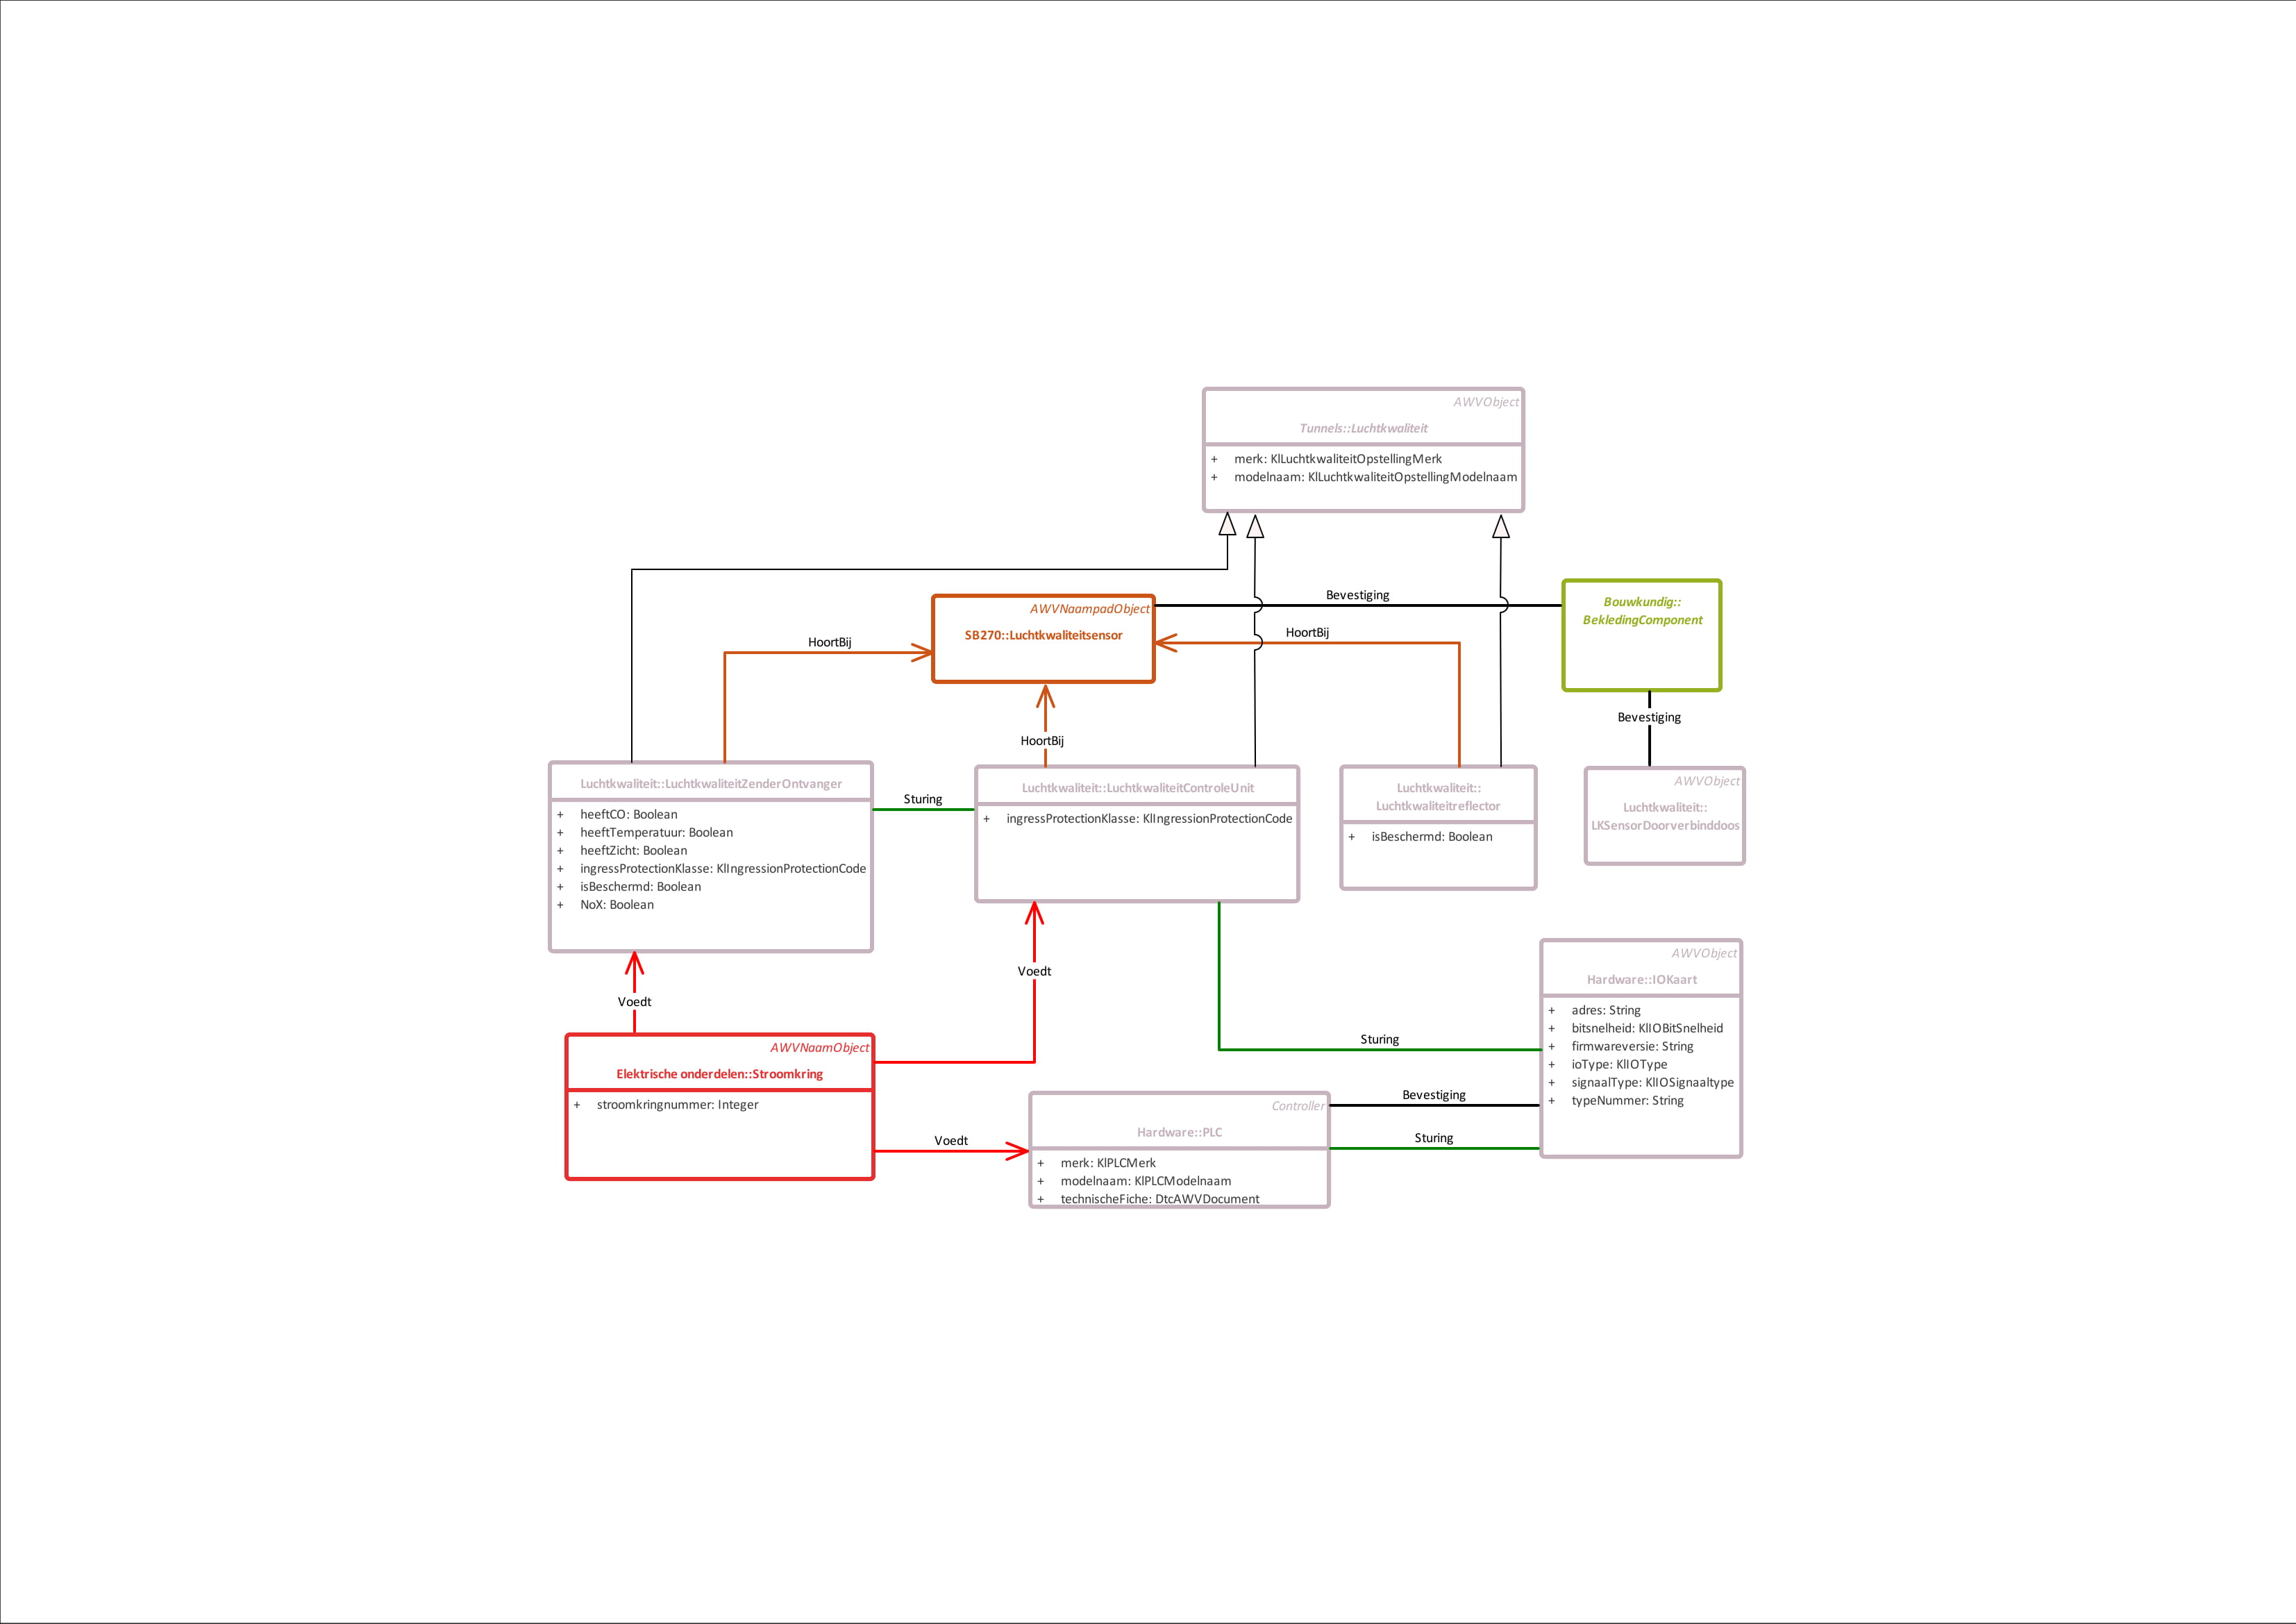 AWVObject
Tunnels::Luchtkwaliteit
+ merk: KlLuchtkwaliteitOpstellingMerk
+ modelnaam: KlLuchtkwaliteitOpstellingModelnaam
Bevestiging
AWVNaampadObject
SB270::Luchtkwaliteitsensor
Bouwkundig::
BekledingComponent
HoortBij
HoortBij
HoortBij
Bevestiging
Luchtkwaliteit::LuchtkwaliteitZenderOntvanger
+ heeftCO: Boolean
+ heeftTemperatuur: Boolean
+ heeftZicht: Boolean
+ ingressProtectionKlasse: KlIngressionProtectionCode
+ isBeschermd: Boolean
+ NoX: Boolean
Sturing
Luchtkwaliteit::LuchtkwaliteitControleUnit
+ ingressProtectionKlasse: KlIngressionProtectionCode
Luchtkwaliteit::
Luchtkwaliteitreflector
+ isBeschermd: Boolean
AWVObject
Luchtkwaliteit::
LKSensorDoorverbinddoos
Voedt
Voedt
AWVNaamObject
Elektrische onderdelen::Stroomkring
+ stroomkringnummer: Integer
Sturing
AWVObject
Hardware::IOKaart
+ adres: String
+ bitsnelheid: KlIOBitSnelheid
+ firmwareversie: String
+ ioType: KlIOType
+ signaalType: KlIOSignaaltype
+ typeNummer: String
Voedt
Controller
Hardware::PLC
+ merk: KlPLCMerk
+ modelnaam: KlPLCModelnaam
+ technischeFiche: DtcAWVDocument
Bevestiging
Sturing